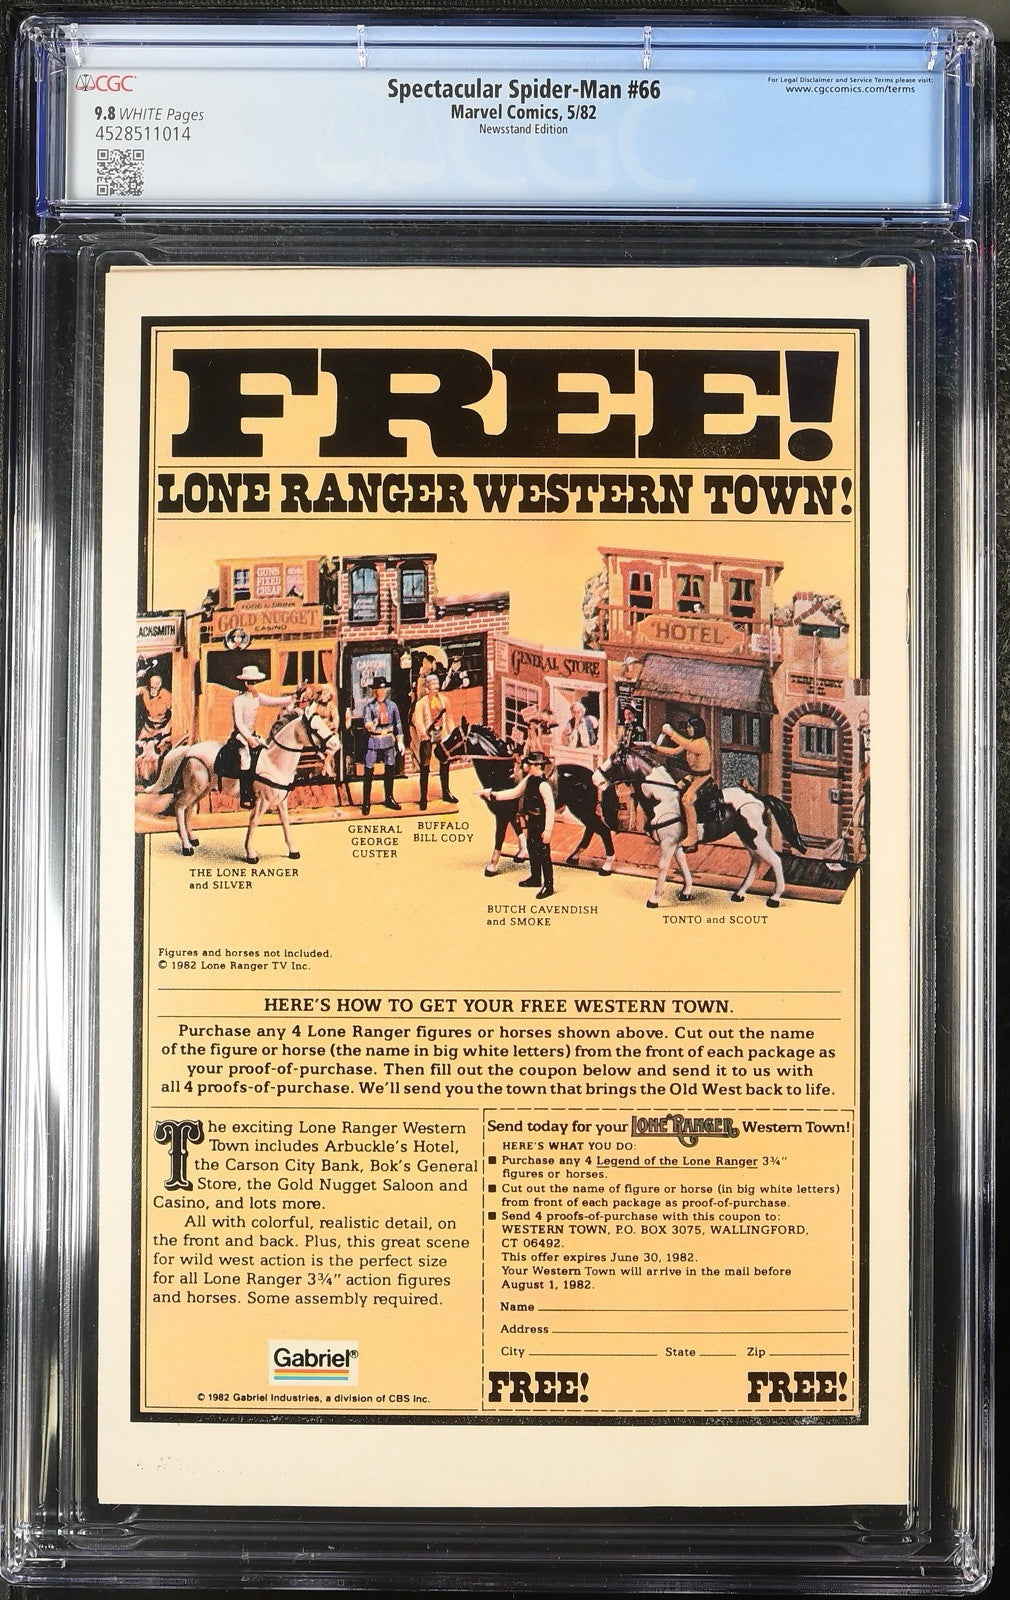 CGC
9.8 WHITE Pages
4528511014
Spectacular Spider-Man #66
Marvel Comics, 5/82
Newsstand Edition
For Legal Disclaimer and Service Terms please visit:
www.cgccomics.com/terms
CGC
FREE!
LONE RANGER WESTERN TOWN!
GUNS
FIXED
CHEAP
ACKSMITH
FOOD & DRINK
GOLD NUGGET
CASINO
CARSON
CITY
GENERAL STORE
HOTEL
THE LONE RANGER
and SILVER
GENERAL
GEORGE
CUSTER
BUFFALO
BILL CODY
BUTCH CAVENDISH
and SMOKE
TONTO and SCOUT
Figures and horses not included.
© 1982 Lone Ranger TV Inc.
HERE'S HOW TO GET YOUR FREE WESTERN TOWN.
Purchase any 4 Lone Ranger figures or horses shown above. Cut out the name
of the figure or horse (the name in big white letters) from the front of each package as
your proof-of-purchase. Then fill out the coupon below and send it to us with
all 4 proofs-of-purchase. We'll send you the town that brings the Old West back to life.
The exciting Lone Ranger Western
Town includes Arbuckle's Hotel,
the Carson City Bank, Bok's General
Store, the Gold Nugget Saloon and
Casino, and lots more.
All with colorful, realistic detail, on
the front and back. Plus, this great scene
for wild west action is the perfect size
for all Lone Ranger 3¾" action figures
and horses. Some assembly required.
Gabriel®
© 1982 Gabriel Industries, a division of CBS Inc.
Send today for your LONE RANGER Western Town!
HERE'S WHAT YOU DO:
■ Purchase any 4 Legend of the Lone Ranger 3¾"
figures or horses.
■ Cut out the name of figure or horse (in big white letters)
from front of each package as proof-of-purchase.
■ Send 4 proofs-of-purchase with this coupon to:
WESTERN TOWN, P.O. BOX 3075, WALLINGFORD,
CT 06492.
This offer expires June 30, 1982.
Your Western Town will arrive in the mail before
August 1, 1982.
Name
Address
City State Zip
FREE! FREE!